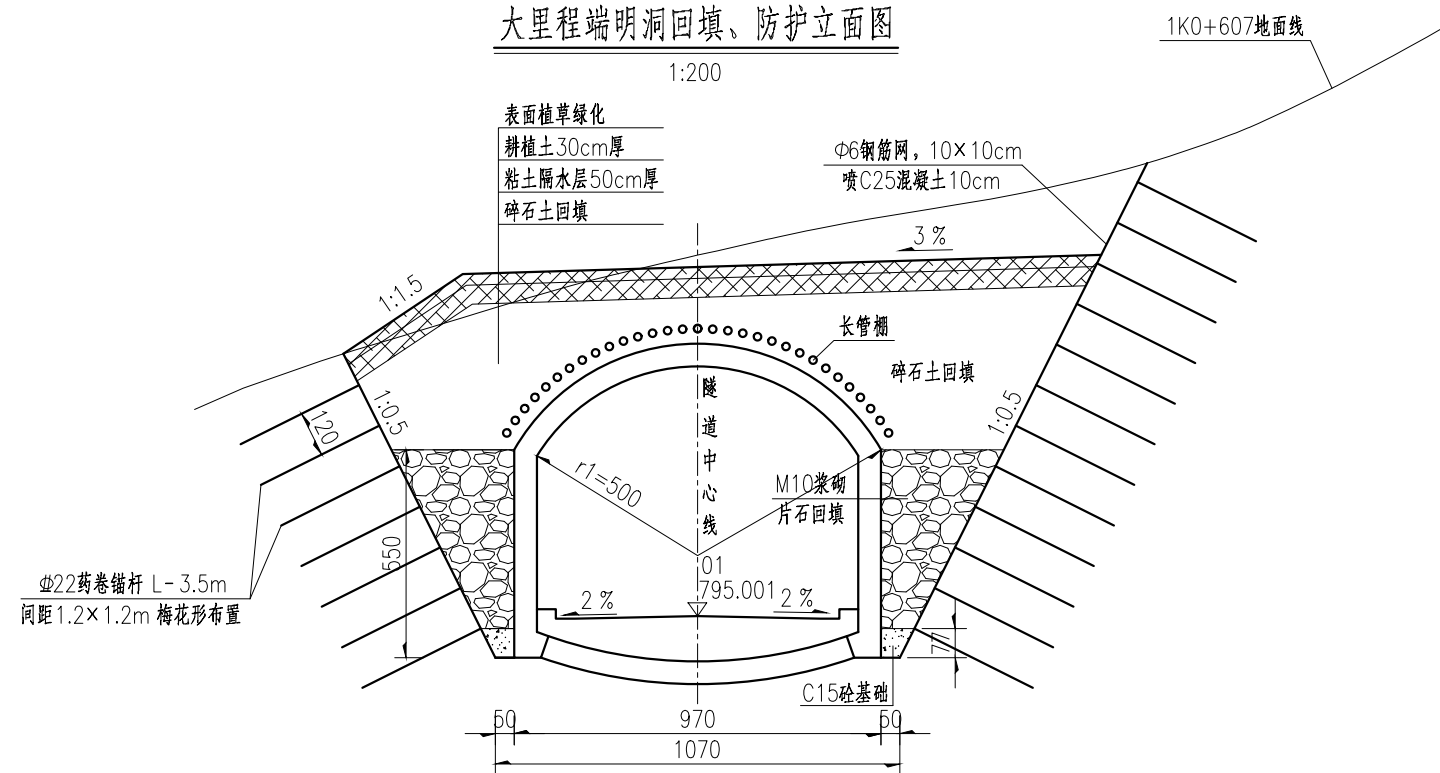 大里程端明洞回填、防护立面图
1:200
1K0+607地面线
表面植草绿化
耕植土30cm厚
粘土隔水层50cm厚
碎石土回填
Φ6钢筋网，10×10cm
喷C25混凝土10cm
3%
1:1.5
长管棚
碎石土回填
隧道中心线
1:0.5
1:0.5
120
r1=500
M10浆砌
片石回填
550
O1
795.001
2%
2%
Φ22药卷锚杆 L-3.5m
间距1.2×1.2m 梅花形布置
77
C15砼基础
50
970
50
1070